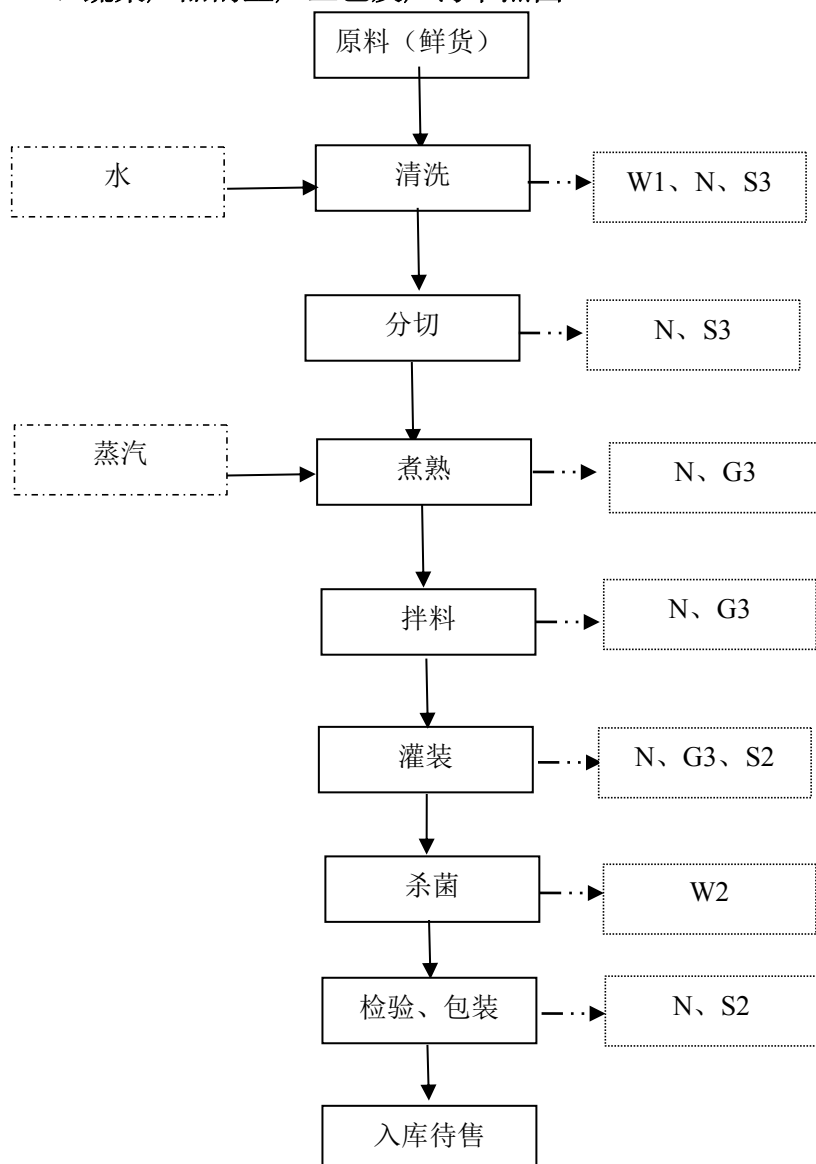 原料（鲜货）
水
清洗
W1、N、S3
分切
N、S3
蒸汽
煮熟
N、G3
拌料
N、G3
灌装
N、G3、S2
杀菌
W2
检验、包装
N、S2
入库待售